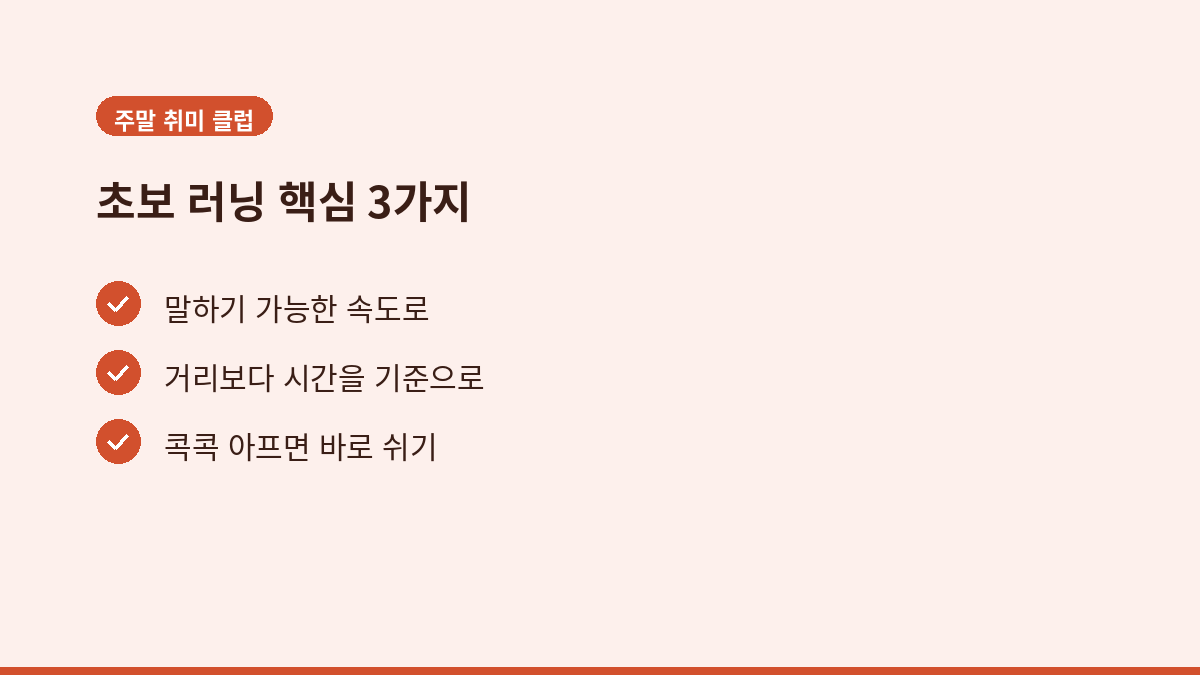 주말 취미 클럽
초보 러닝 핵심 3가지
말하기 가능한 속도로
거리보다 시간을 기준으로
콕콕 아프면 바로 쉬기